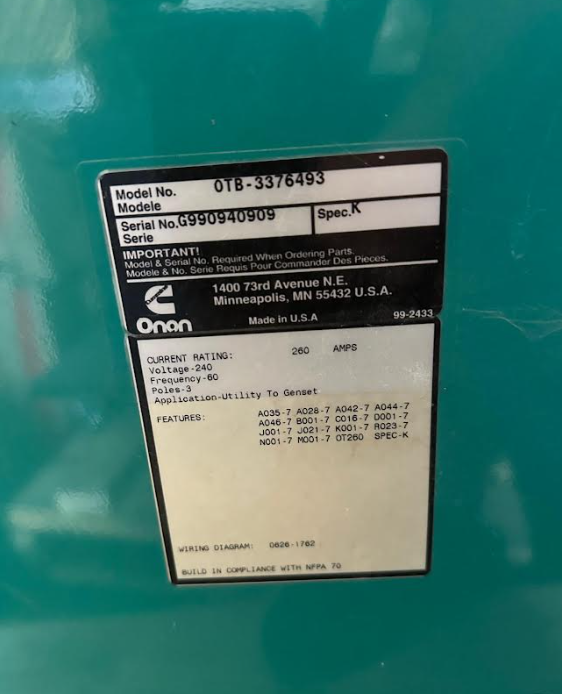 Model No. OTB-3376493
Modele
Serial No. G990940909 Spec. K
Serie
IMPORTANT!
Model & Serial No. Required When Ordering Parts.
Modele & No. Serie Requis Pour Commander Des Pieces.
Onan
1400 73rd Avenue N.E.
Minneapolis, MN 55432 U.S.A.
Made in U.S.A 99-2433
CURRENT RATING: 260 AMPS
Voltage-240
Frequency-60
Poles-3
Application-Utility To Genset
FEATURES: A035-7 A028-7 A042-7 A044-7
A046-7 B001-7 C016-7 D001-7
J001-7 J021-7 K001-7 R023-7
N001-7 M001-7 OT260 SPEC-K
WIRING DIAGRAM: 0626-1762
BUILD IN COMPLIANCE WITH NFPA 70